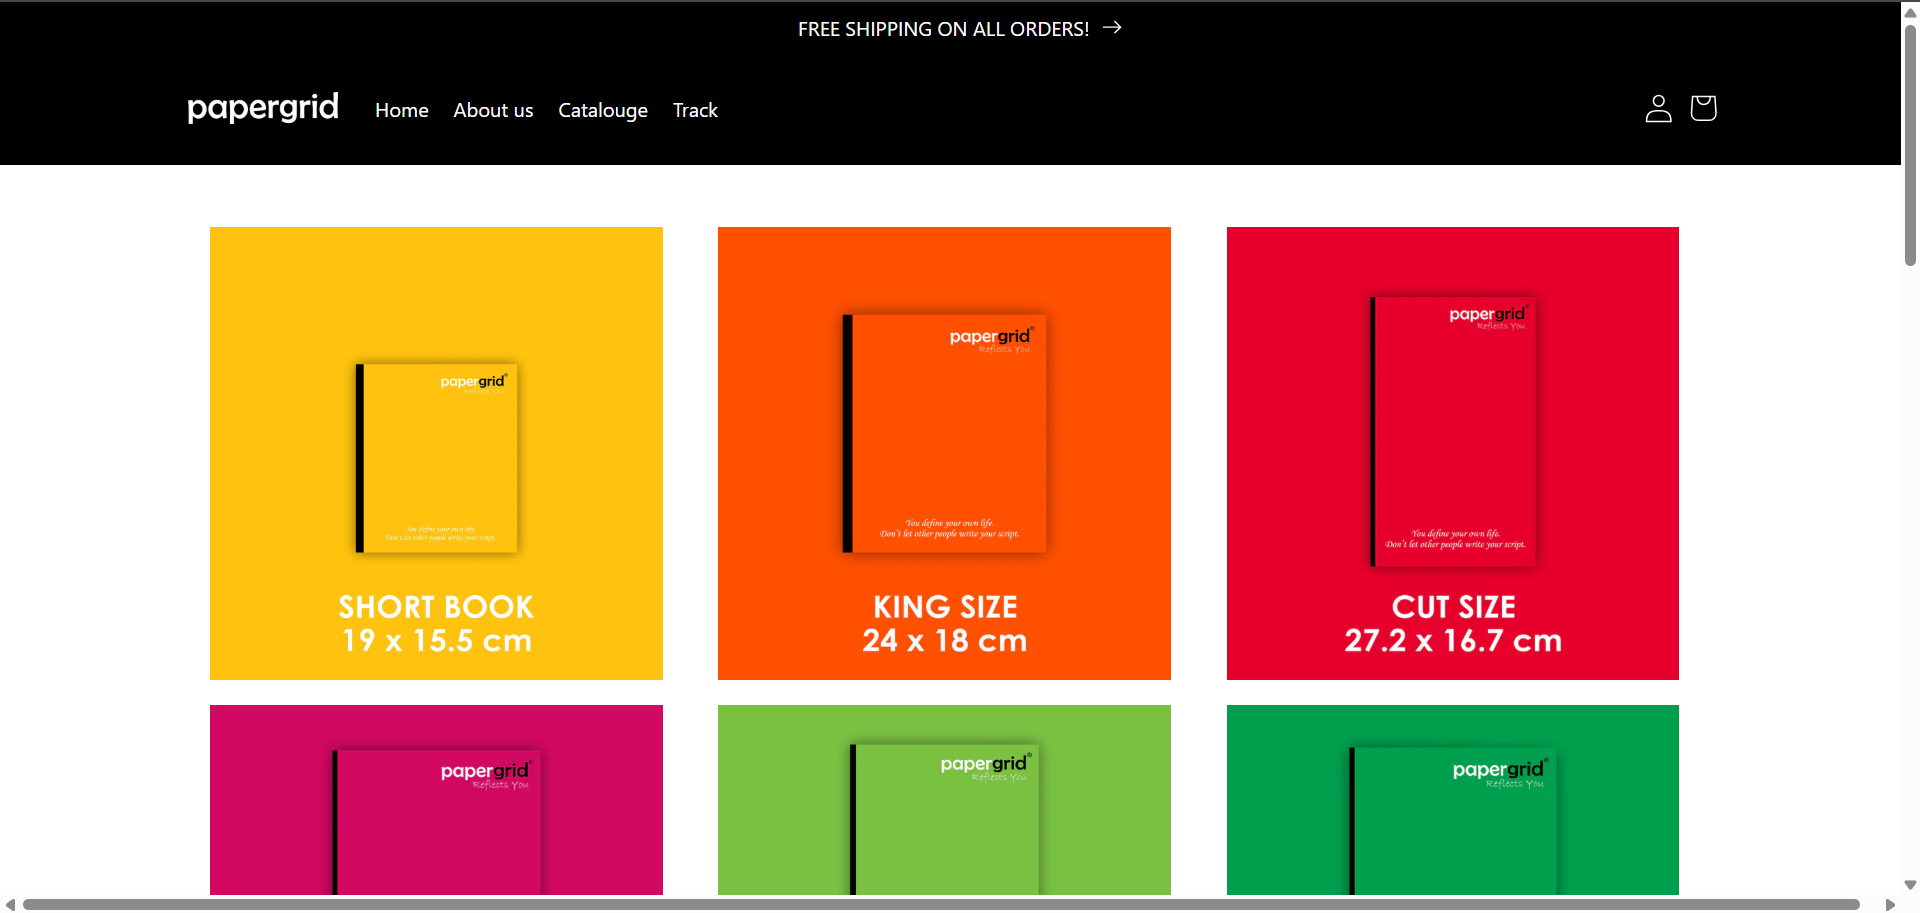 FREE SHIPPING ON ALL ORDERS!
papergrid Home About us Catalouge Track
papergrid
Reflects You
You define your own life.
Don't let other people write your script.
SHORT BOOK
19 x 15.5 cm
papergrid
Reflects You
You define your own life.
Don't let other people write your script.
KING SIZE
24 x 18 cm
papergrid
Reflects You
You define your own life.
Don't let other people write your script.
CUT SIZE
27.2 x 16.7 cm
papergrid
Reflects You
papergrid
Reflects You
papergrid
Reflects You